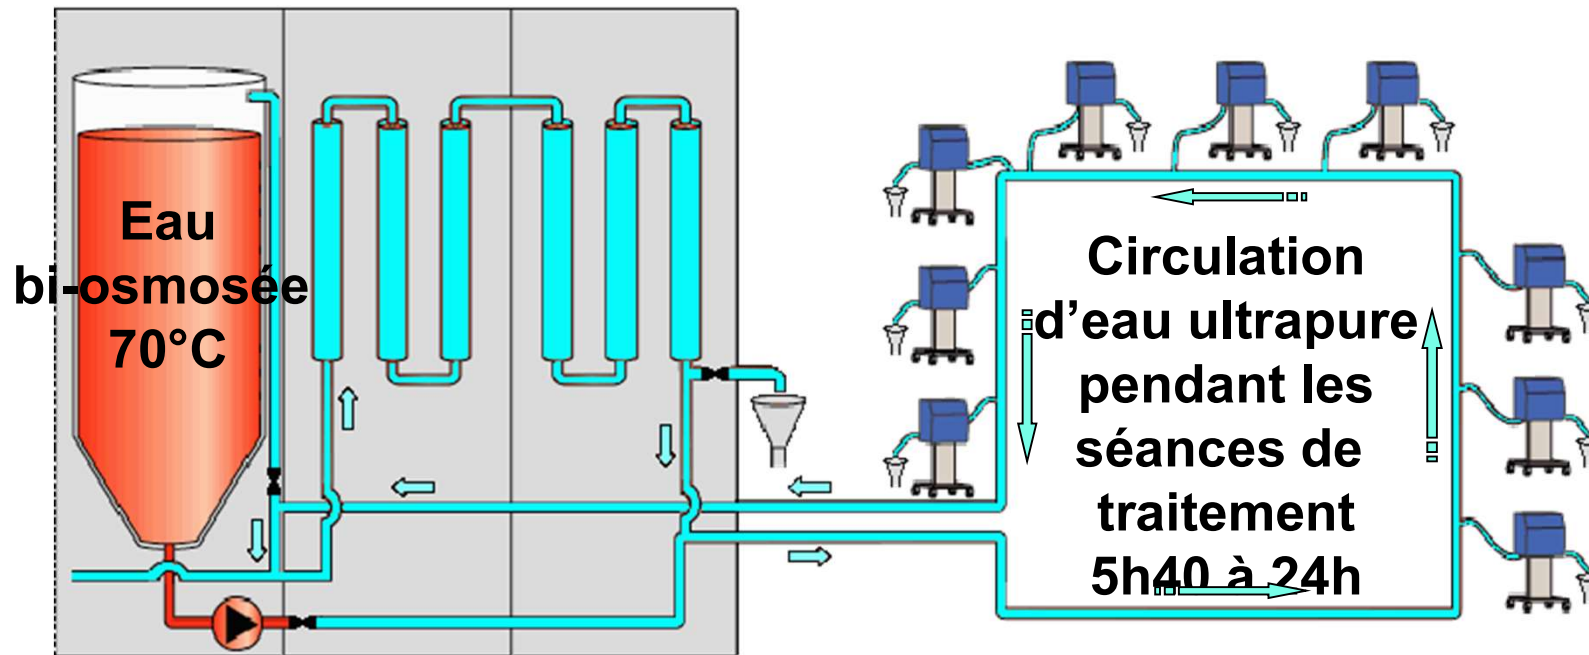 Eau
bi-osmosée
70°C
Circulation
d’eau ultrapure
pendant les
séances de
traitement
5h40 à 24h